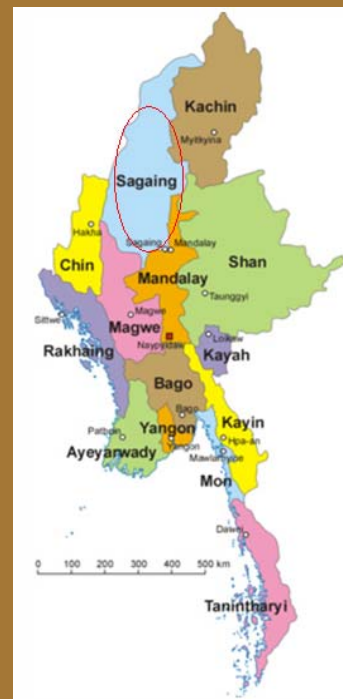 Kachin
Myitkyina
Sagaing
Hakha
Sagaing
Mandalay
Chin
Mandalay
Shan
Taunggyi
Magwe
Sittwe
Magwe
Naypyidaw
Loikaw
Rakhaing
Kayah
Bago
Bago
Kayin
Pathein
Yangon
Hpa-an
Ayeyarwady
Yangon
Mawlamyine
Mon
Dawei
0 100 200 300 400 500 km
Tanintharyi